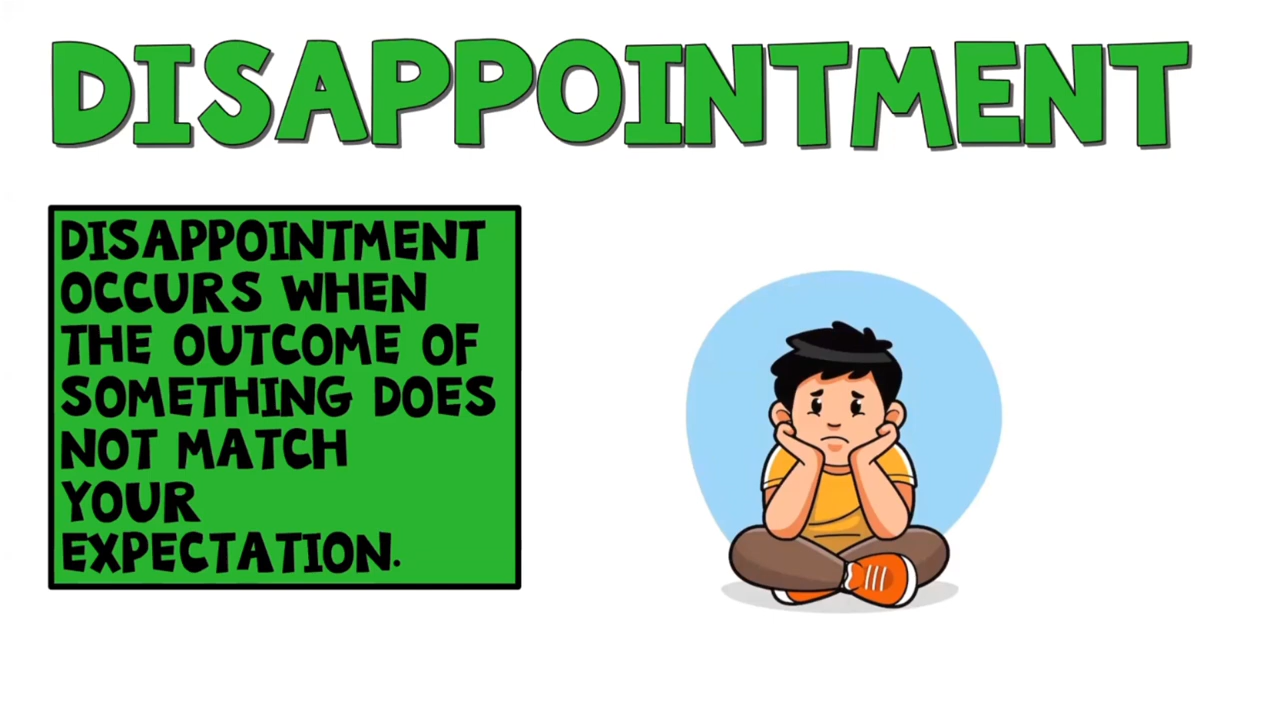 DISAPPOINTMENT
DISAPPOINTMENT
OCCURS WHEN
THE OUTCOME OF
SOMETHING DOES
NOT MATCH
YOUR
EXPECTATION.